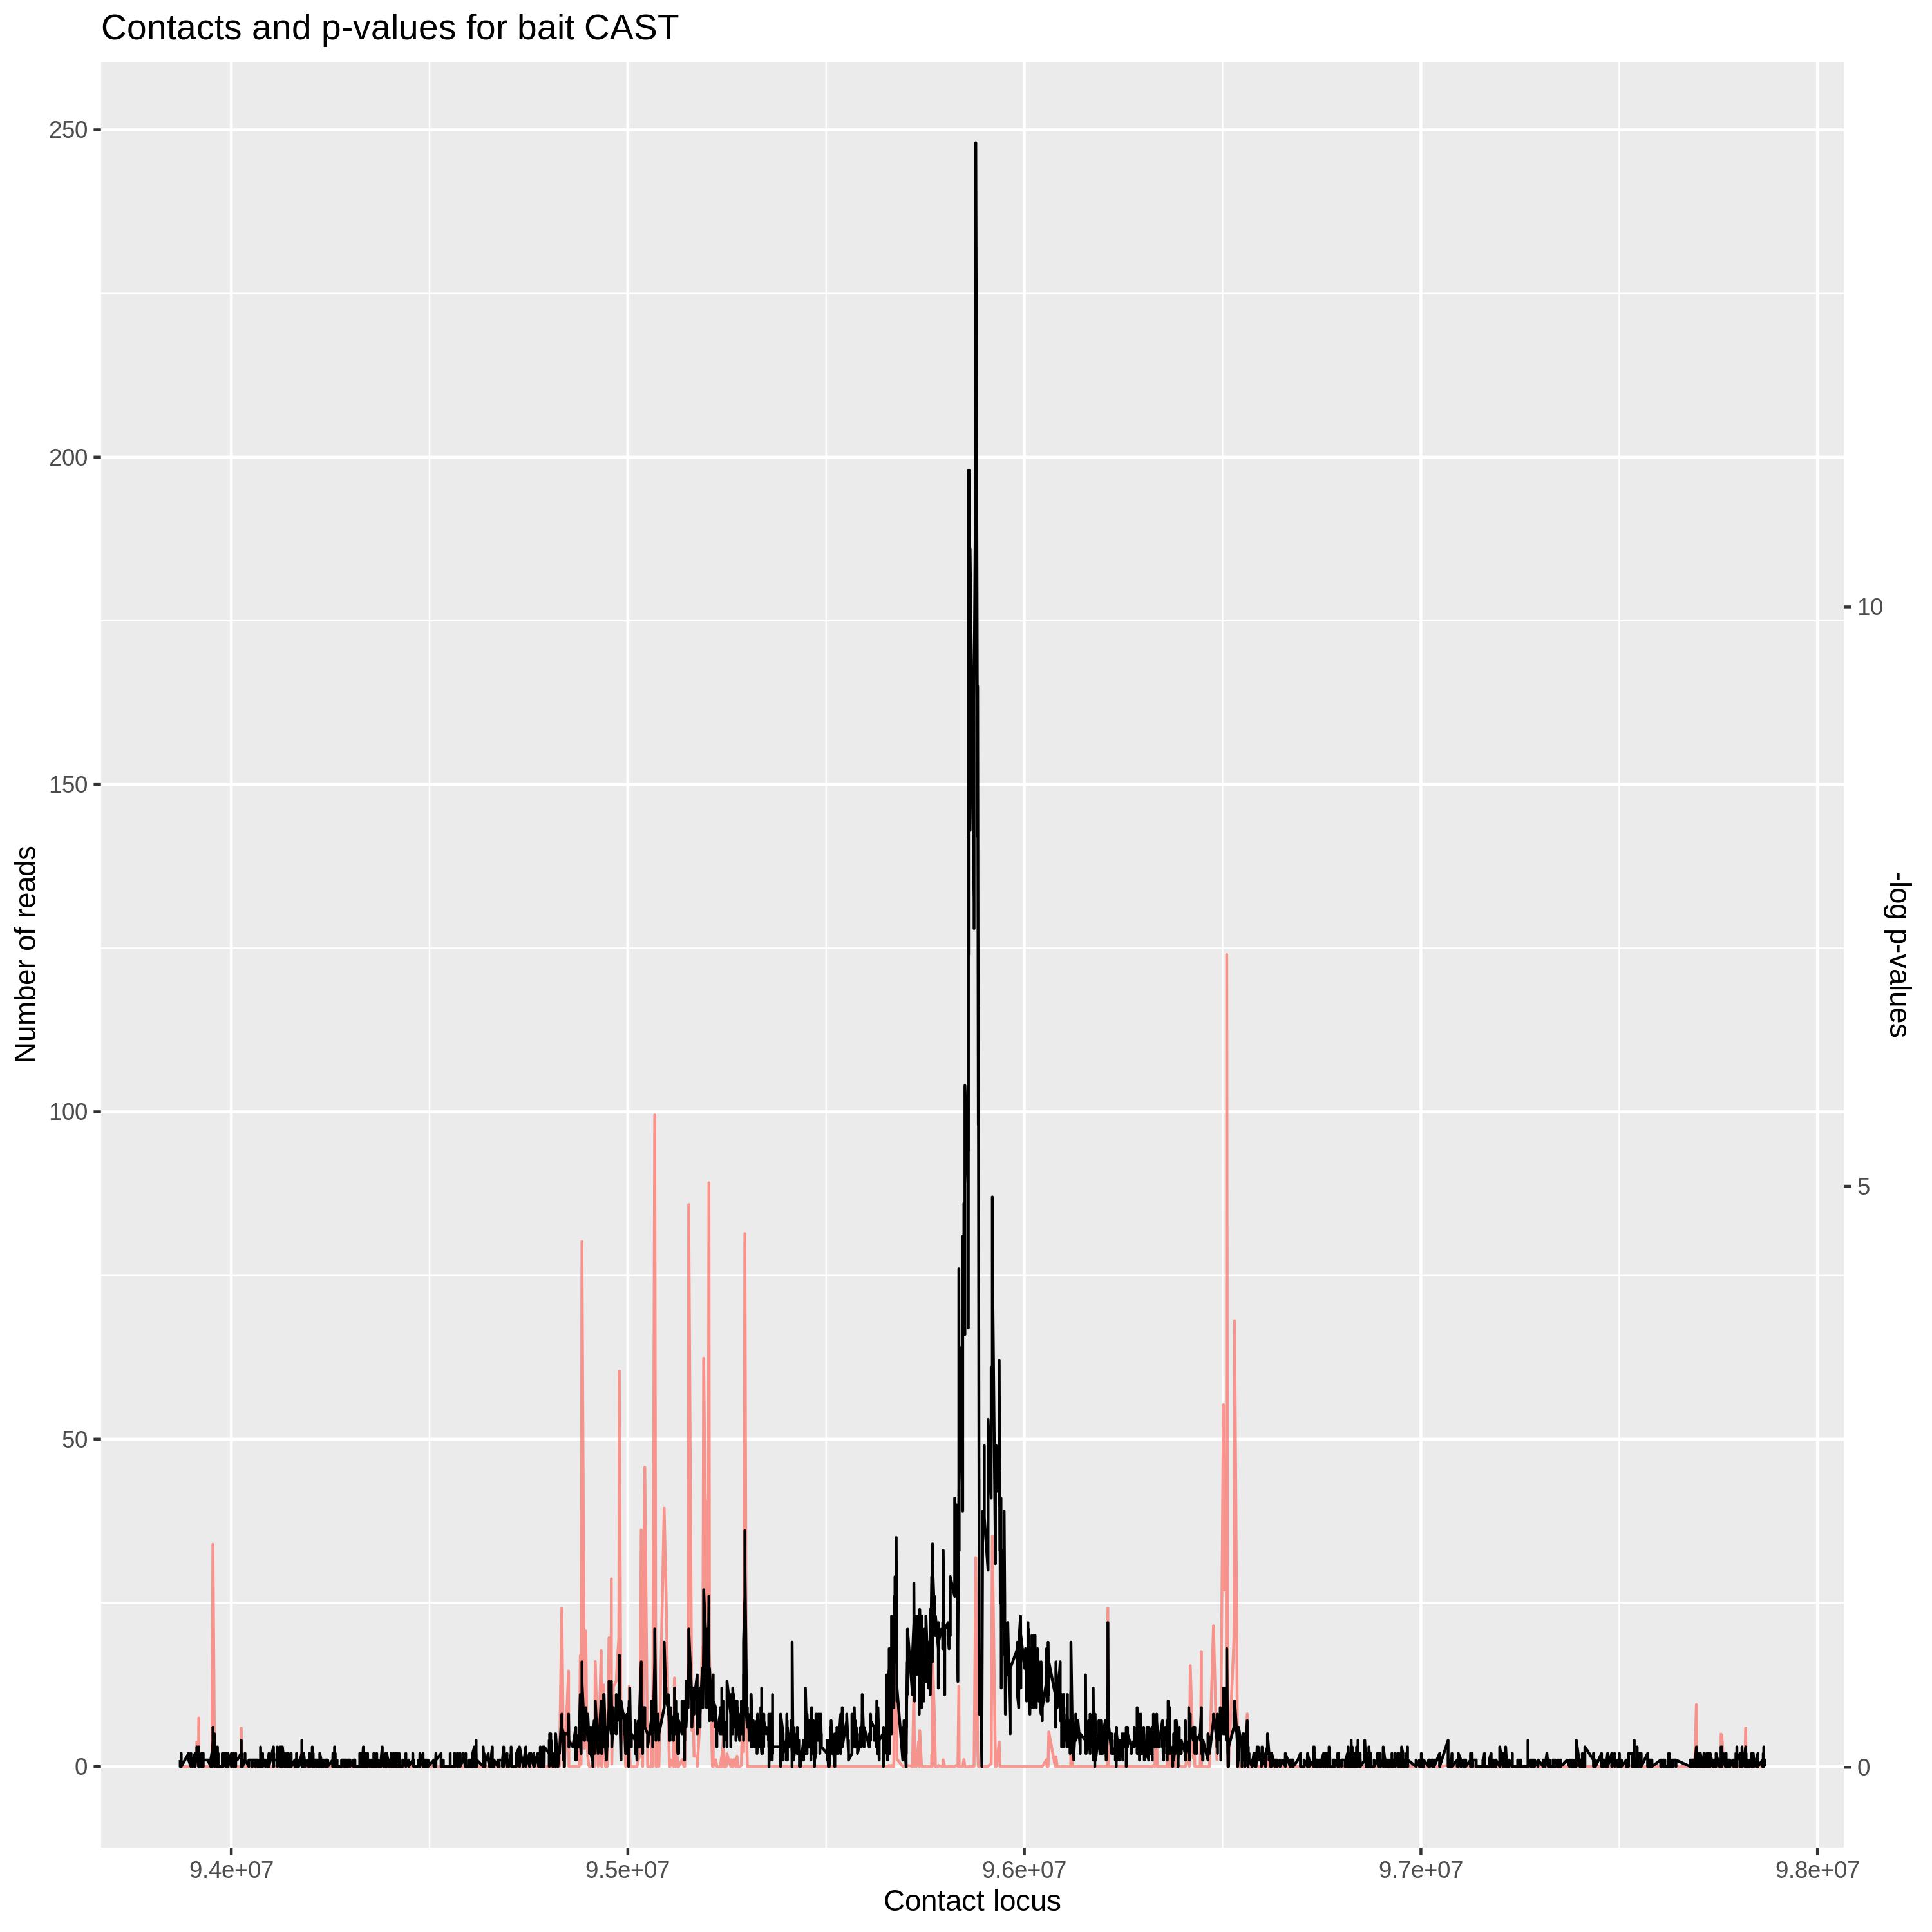 Contacts and p-values for bait CAST
250
200
150
100
50
0
Number of reads
10
5
0
-log p-values
9.4e+07
9.5e+07
9.6e+07
9.7e+07
9.8e+07
Contact locus